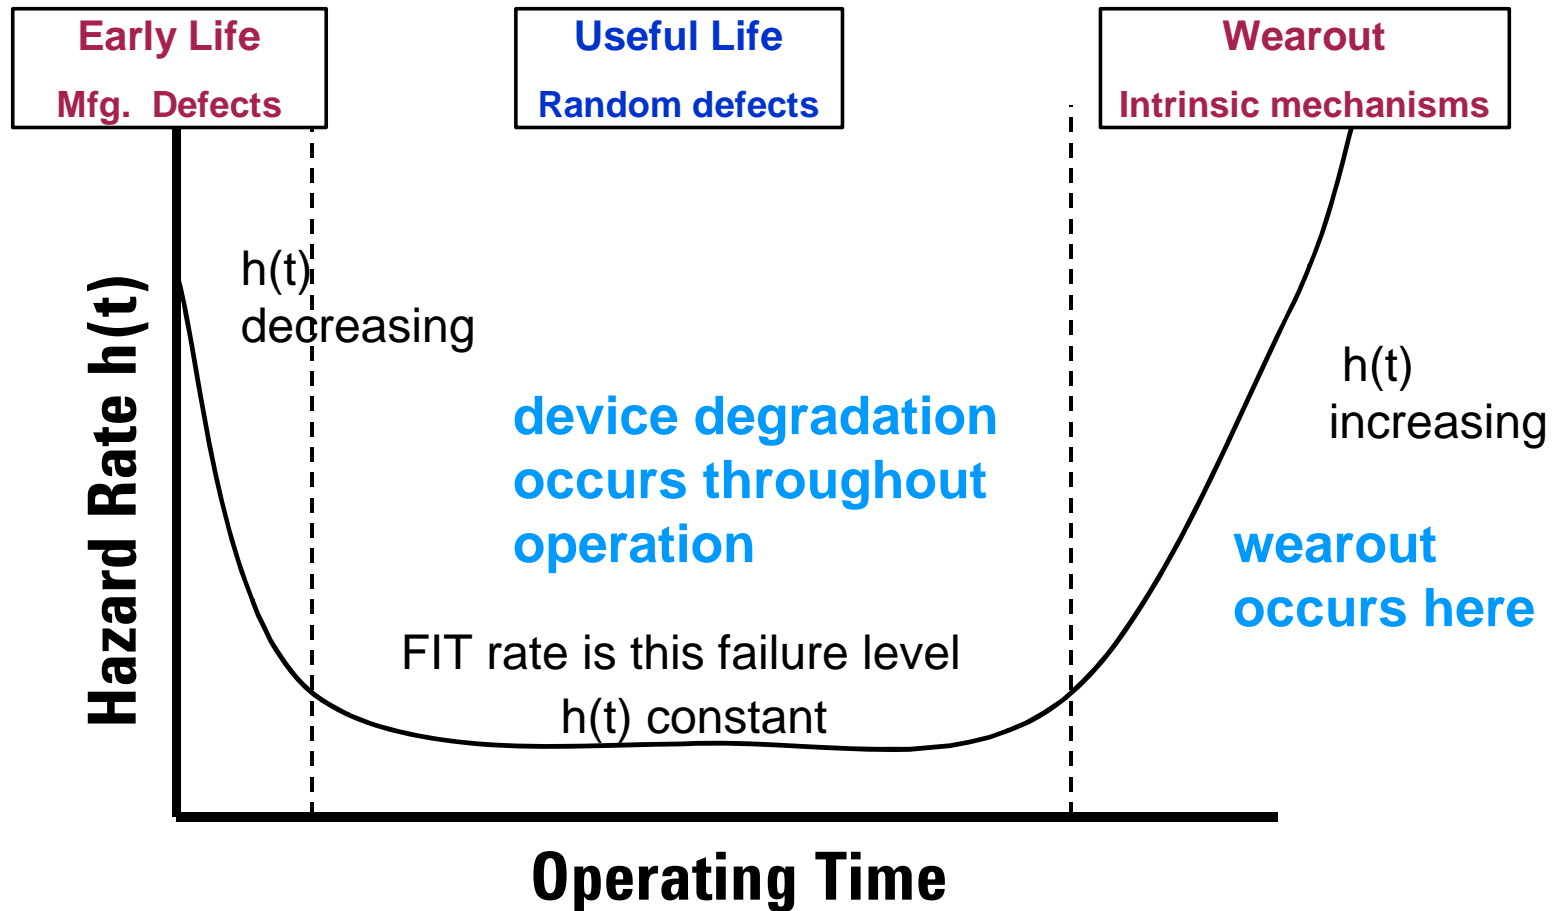 Early Life
Mfg. Defects
Useful Life
Random defects
Wearout
Intrinsic mechanisms
h(t)
decreasing
Hazard Rate h(t)
device degradation
occurs throughout
operation
h(t)
increasing
wearout
occurs here
FIT rate is this failure level
h(t) constant
Operating Time